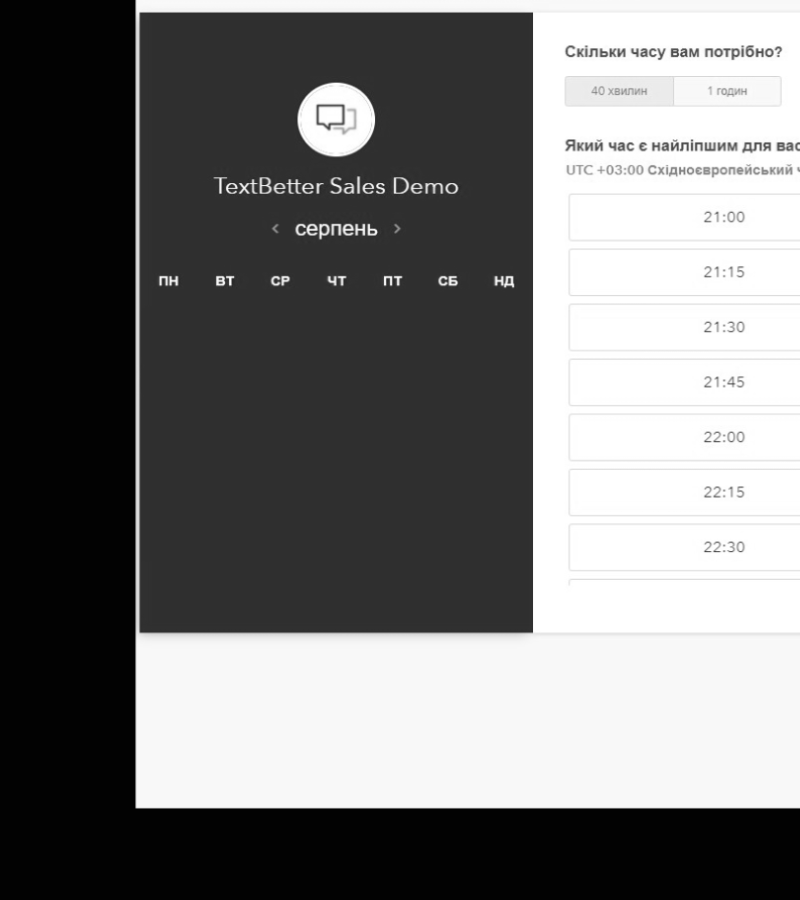 TextBetter Sales Demo
серпень
ПН ВТ СР ЧТ ПТ СБ НД
Скільки часу вам потрібно?
40 хвилин 1 годин
Який час є найліпшим для вас
UTC +03:00 Східноєвропейський
21:00
21:15
21:30
21:45
22:00
22:15
22:30